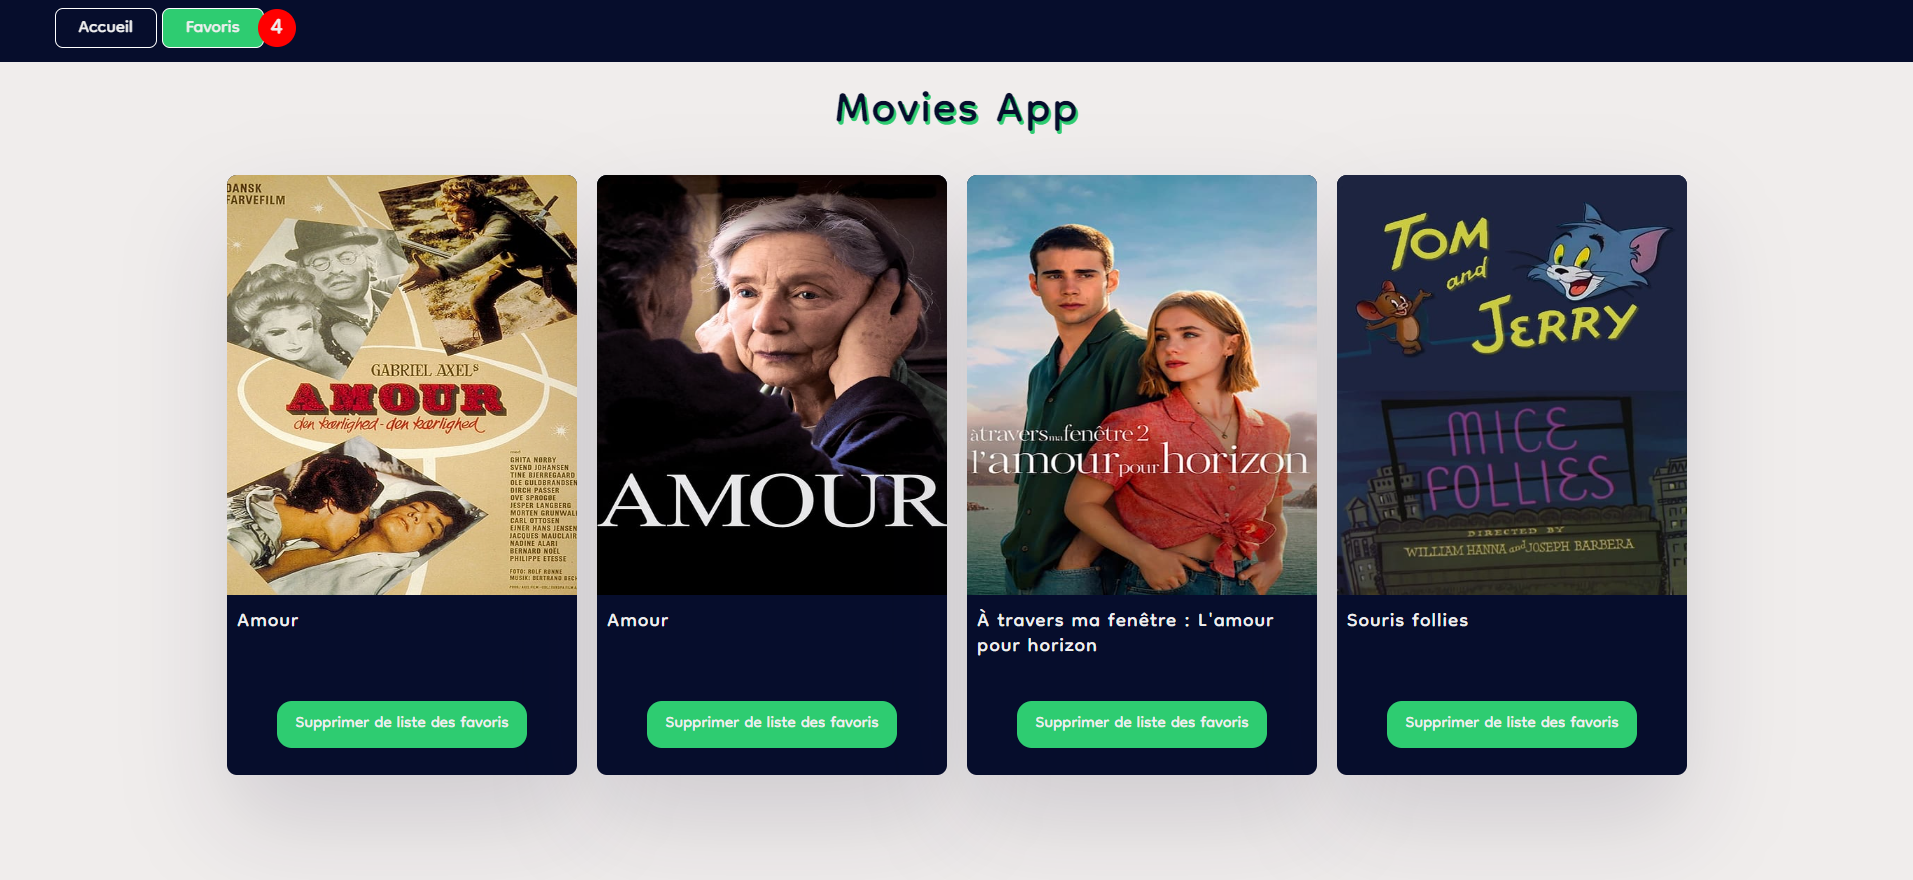 Accueil
Favoris
4
Movies App
DANSK
FARVEFILM
GABRIEL AXELS
AMOUR
den kærlighed - den kærlighed
GHITA NØRBY
SVEND JOHANSEN
TINE BJERREGAARD
OLE GULDBRANDSEN
DIRCH PASSER
OVE SPROGØE
JESPER LANGBERG
MORTEN GRUNWALD
CARL OTTOSEN
EJNER HANS JENSEN
JACQUES MAUCLAIR
NADINE ALARI
BERNARD NOËL
PHILIPPE ETESSE
FOTO: ROLF RØNNE
MUSIK: BERTRAND BECH
AMOUR
à travers ma fenêtre 2
l'amour pour horizon
TOM
and
JERRY
MICE
FOLLIES
DIRECTED BY
WILLIAM HANNA and JOSEPH BARBERA
Amour
Amour
À travers ma fenêtre : L'amour
pour horizon
Souris follies
Supprimer de liste des favoris
Supprimer de liste des favoris
Supprimer de liste des favoris
Supprimer de liste des favoris